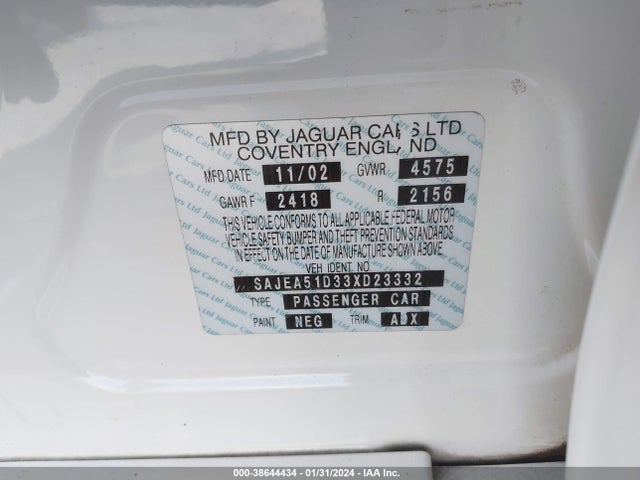 MFD BY JAGUAR CARS LTD
COVENTRY ENGLAND
MFD.DATE 11/02 GVWR 4575
GAWR F 2418 R 2156
THIS VEHICLE CONFORMS TO ALL APPLICABLE FEDERAL MOTOR
VEHICLE SAFETY BUMPER AND THEFT PREVENTION STANDARDS
IN EFFECT ON THE DATE OF MANUFACTURE SHOWN ABOVE.
VEH IDENT. NO.
SAJEA51D33XD23332
TYPE PASSENGER CAR
PAINT NEG TRIM
000-38644434 - 01/31/2024 - IAA Inc.